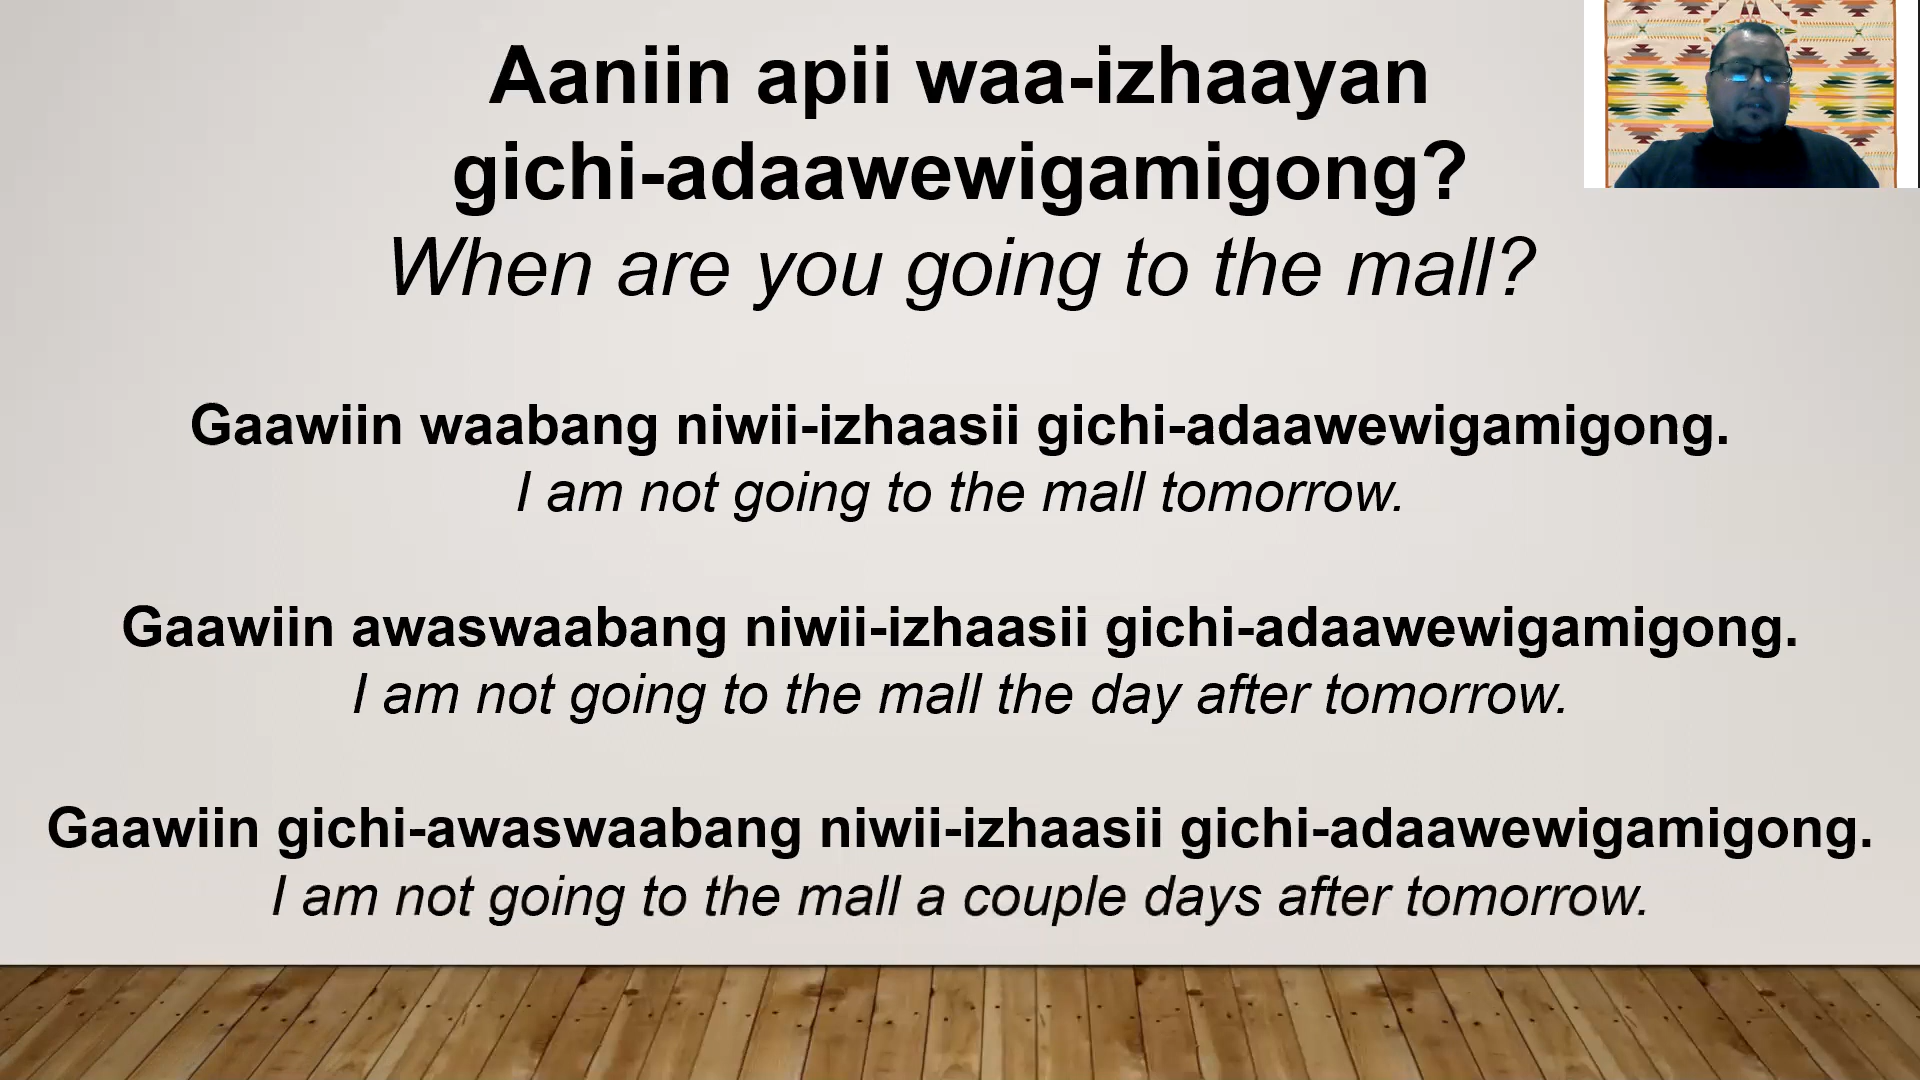 Aaniin apii waa-izhaayan
gichi-adaawewigamigong?
When are you going to the mall?
Gaawiin waabang niwii-izhaasii gichi-adaawewigamigong.
I am not going to the mall tomorrow.
Gaawiin awaswaabang niwii-izhaasii gichi-adaawewigamigong.
I am not going to the mall the day after tomorrow.
Gaawiin gichi-awaswaabang niwii-izhaasii gichi-adaawewigamigong.
I am not going to the mall a couple days after tomorrow.